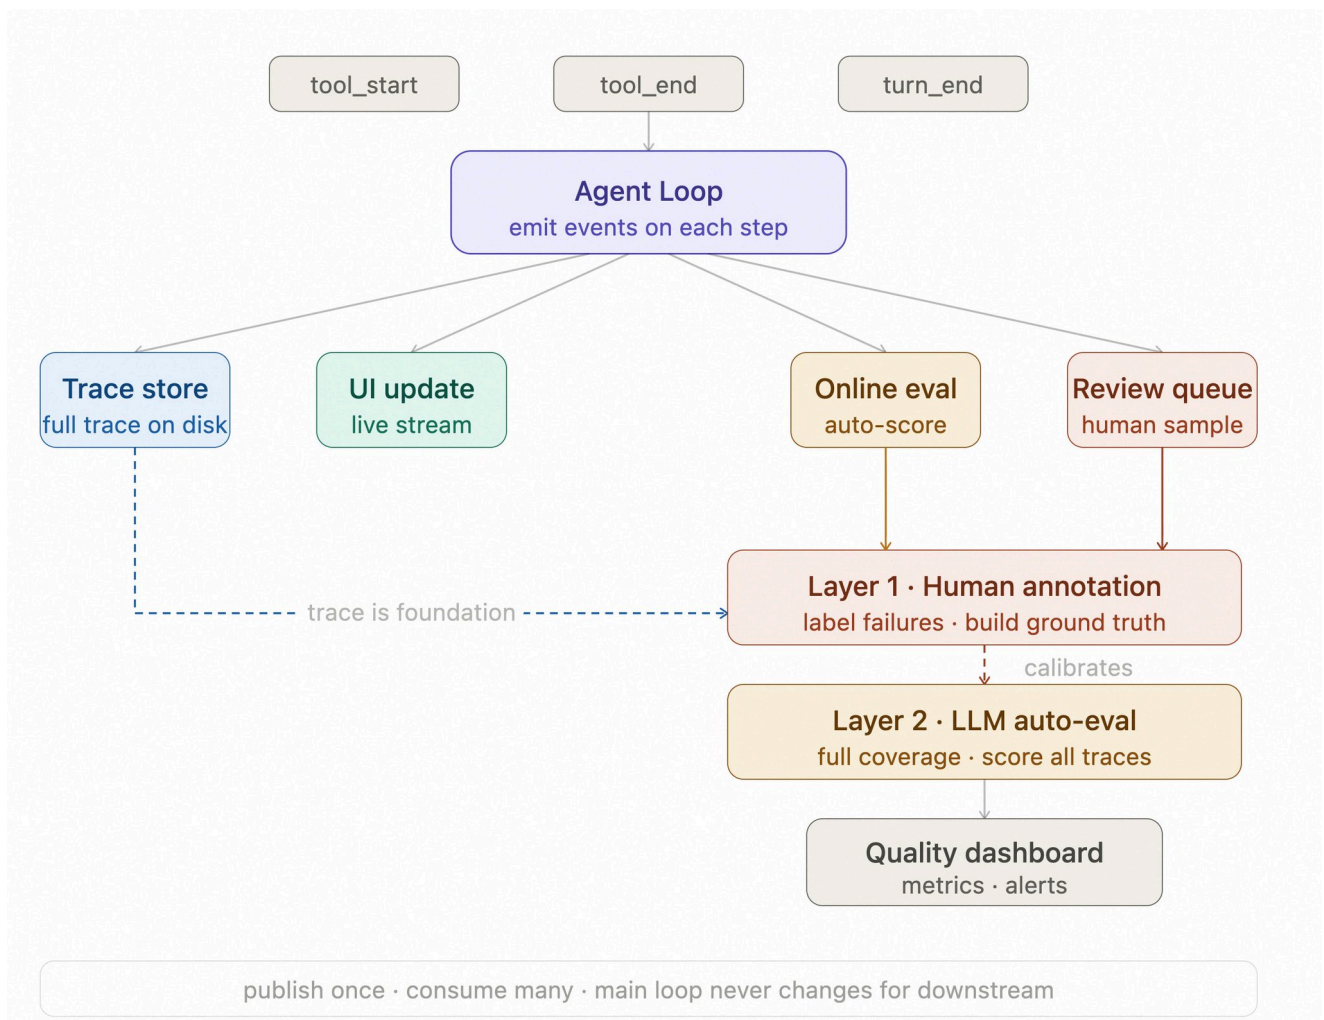 tool_start
tool_end
turn_end
Agent Loop
emit events on each step
Trace store
full trace on disk
UI update
live stream
Online eval
auto-score
Review queue
human sample
trace is foundation
Layer 1 · Human annotation
label failures · build ground truth
calibrates
Layer 2 · LLM auto-eval
full coverage · score all traces
Quality dashboard
metrics · alerts
publish once · consume many · main loop never changes for downstream